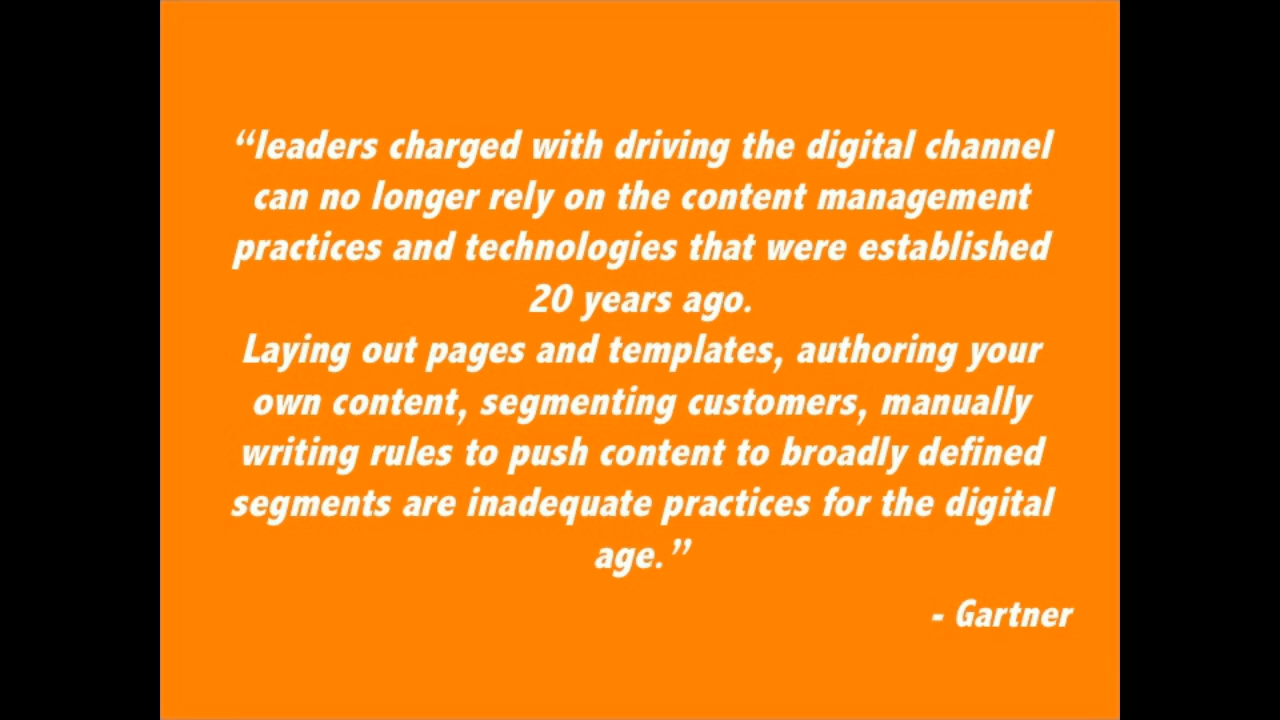 “leaders charged with driving the digital channel
can no longer rely on the content management
practices and technologies that were established
20 years ago.
Laying out pages and templates, authoring your
own content, segmenting customers, manually
writing rules to push content to broadly defined
segments are inadequate practices for the digital
age.”
- Gartner